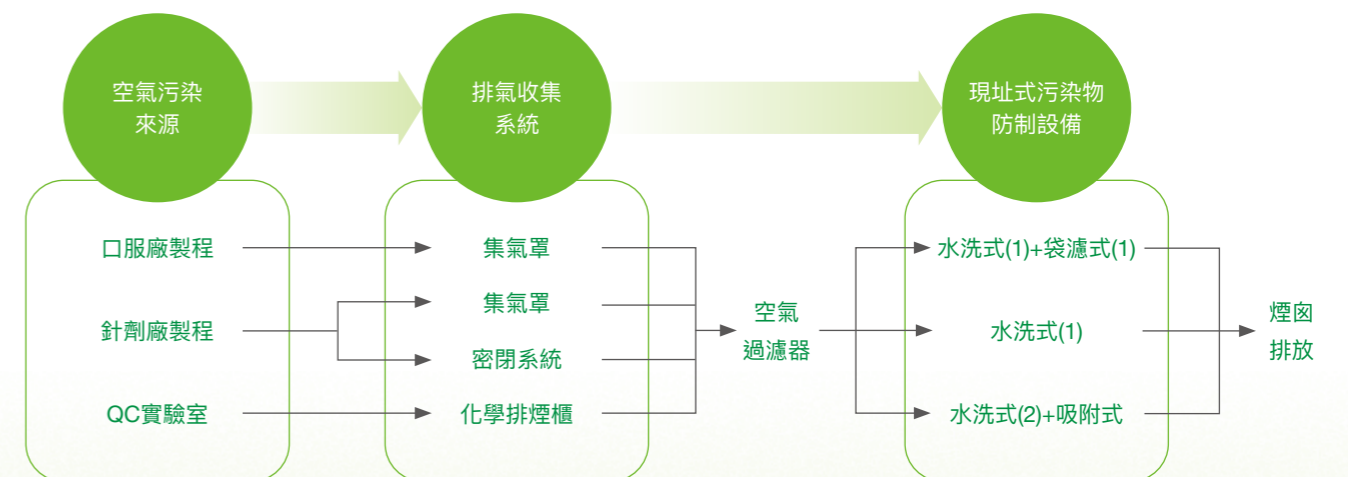 空氣污染
來源
排氣收集
系統
現址式污染物
防制設備
口服廠製程
集氣罩
水洗式(1)+袋濾式(1)
針劑廠製程
集氣罩
密閉系統
空氣
過濾器
水洗式(1)
煙囪
排放
QC實驗室
化學排煙櫃
水洗式(2)+吸附式